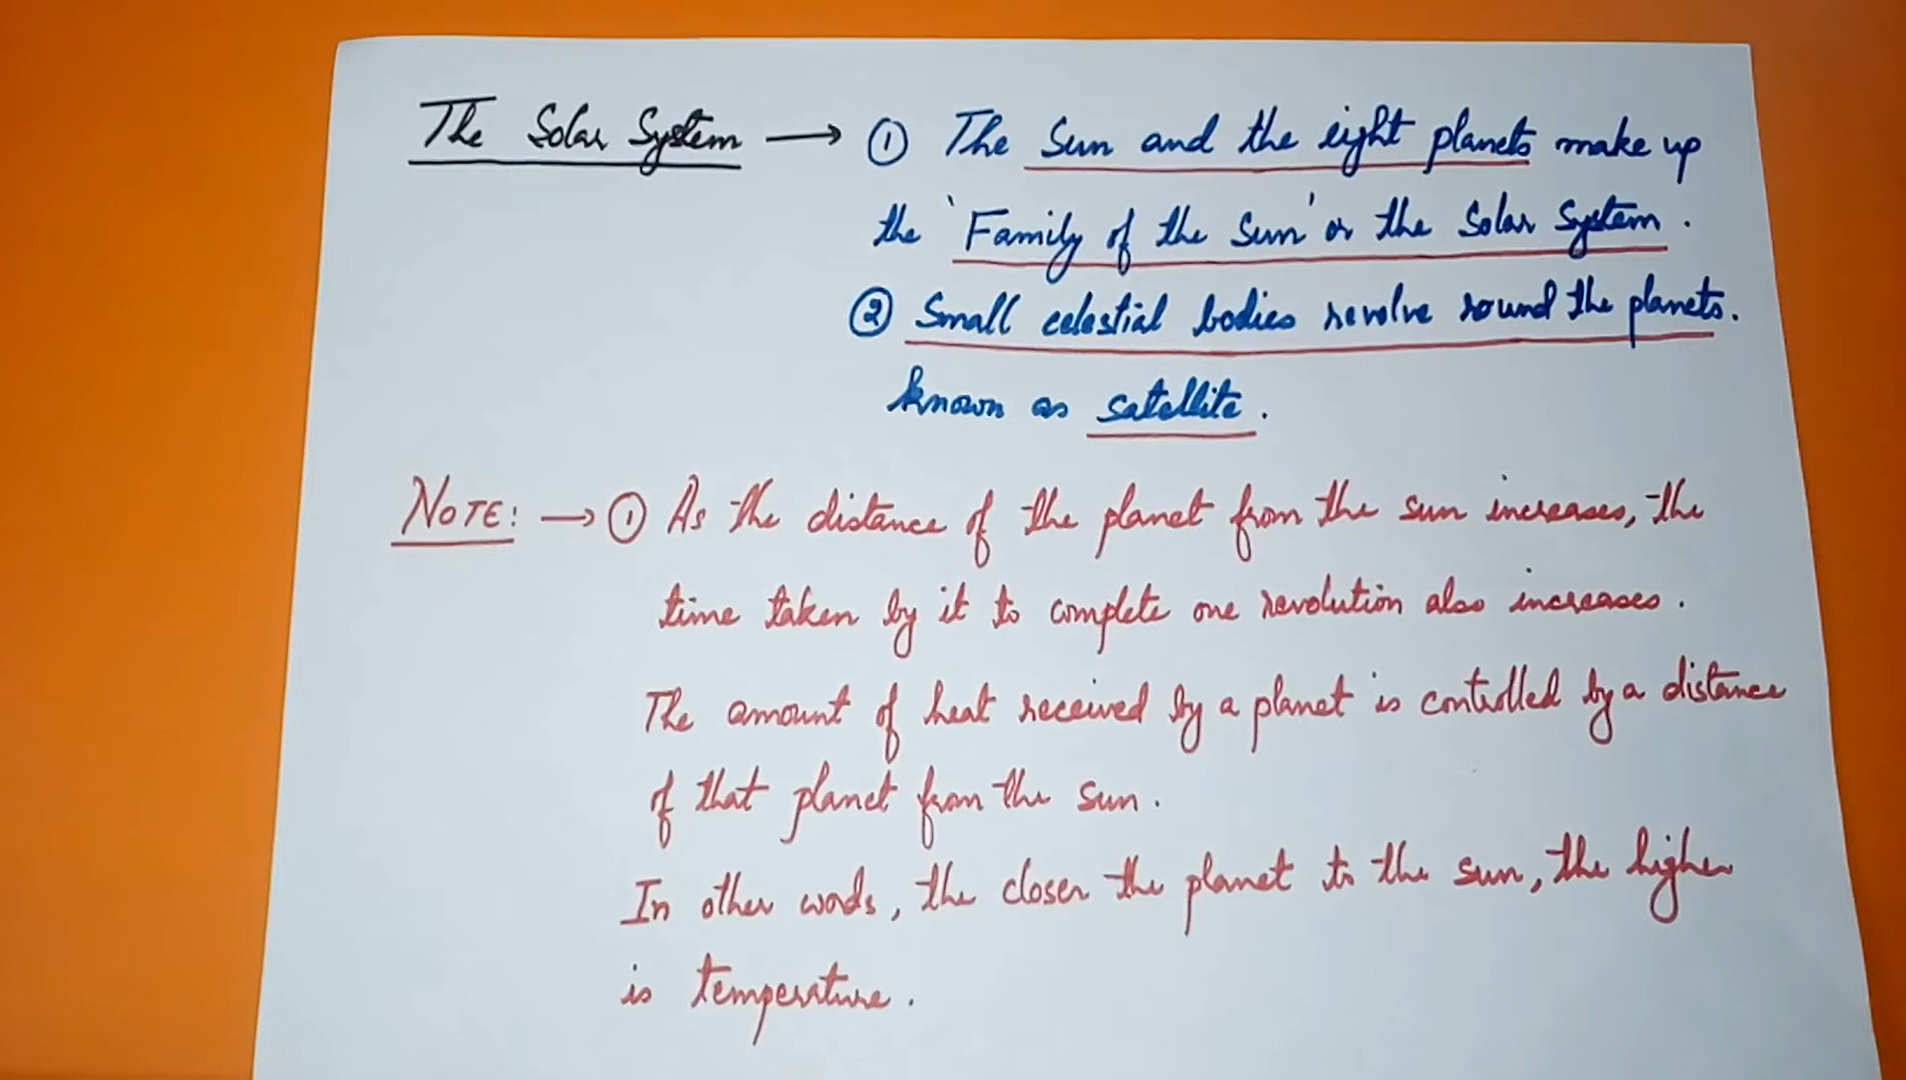 The Solar System → ① The Sun and the eight planets make up
the 'Family of the Sun' or the Solar System.
② Small celestial bodies revolve round the planets.
known as satellite.
NOTE: → ① As the distance of the planet from the sun increases, the
time taken by it to complete one revolution also increases.
The amount of heat received by a planet is controlled by a distance
of that planet from the sun.
In other words, the closer the planet to the sun, the higher
is temperature.